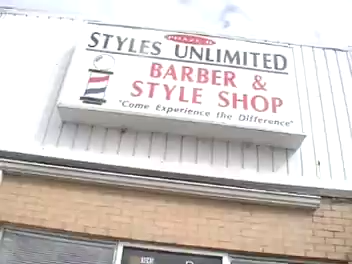 PHAZE II
STYLES UNLIMITED
BARBER &
STYLE SHOP
"Come Experience the Difference"